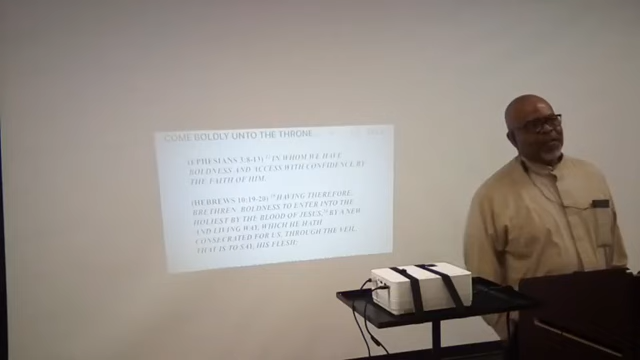 COME BOLDLY UNTO THE THRONE
(EPHESIANS 3:8-13) 12 IN WHOM WE HAVE
BOLDNESS AND ACCESS WITH CONFIDENCE BY
THE FAITH OF HIM.
(HEBREWS 10:19-20) 19 HAVING THEREFORE,
BRETHREN, BOLDNESS TO ENTER INTO THE
HOLIEST BY THE BLOOD OF JESUS, 20 BY A NEW
AND LIVING WAY, WHICH HE HATH
CONSECRATED FOR US, THROUGH THE VEIL,
THAT IS TO SAY, HIS FLESH;